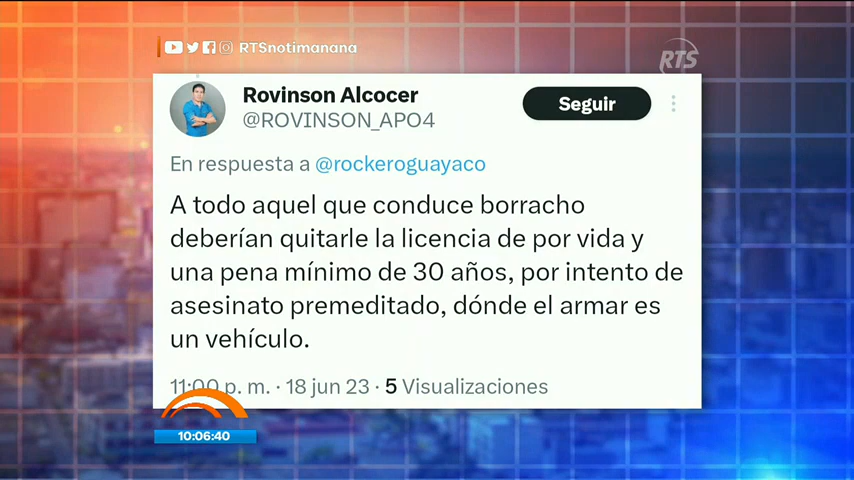 RTSnotimanana
RTS
Rovinson Alcocer
Seguir
@ROVINSON_APO4
En respuesta a @rockeroguayaco
A todo aquel que conduce borracho
deberían quitarle la licencia de por vida y
una pena mínimo de 30 años, por intento de
asesinato premeditado, dónde el armar es
un vehículo.
11:00 p. m. · 18 jun 23 · 5 Visualizaciones
10:06:40